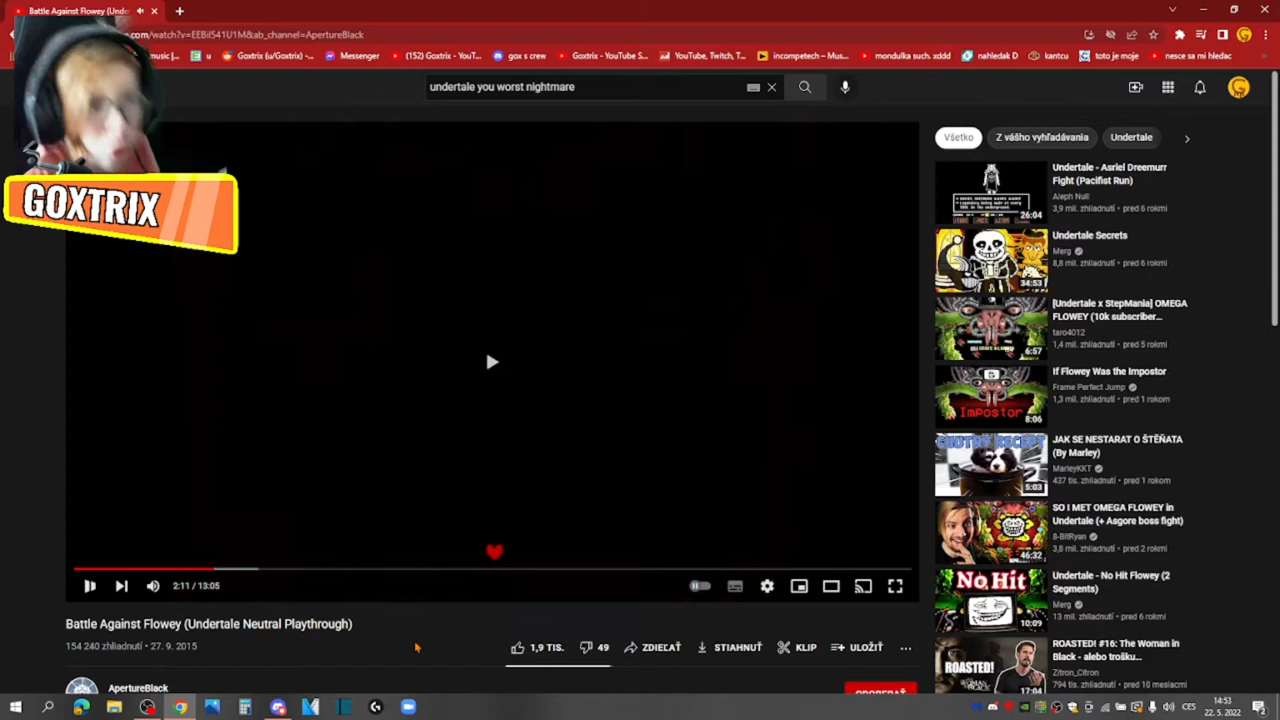 Battle Against Flowey (Unde
.com/watch?v=EEBif541U1M&ab_channel=ApertureBlack
music |...
u
Goxtrix (u/Goxtrix) -...
Messenger
(152) Goxtrix - YouT...
gox s crew
Goxtrix - YouTube S...
YouTube, Twitch, T...
incompetech – Mus...
mondulka such. xddd
nahledak D
kantcu
toto je moje
nesce sa mi hledac
undertale you worst nightmare
GOXTRIX
2:11 / 13:05
Battle Against Flowey (Undertale Neutral Playthrough)
154 240 zhliadnutí • 27. 9. 2015
1,9 TIS.
49
ZDIEĽAŤ
STIAHNUŤ
KLIP
ULOŽIŤ
ApertureBlack
Všetko
Z vášho vyhľadávania
Undertale
Undertale - Asriel Dreemurr
Fight (Pacifist Run)
Aleph Null
3,9 mil. zhliadnutí • pred 6 rokmi
26:04
Undertale Secrets
Merg
8,8 mil. zhliadnutí • pred 6 rokmi
34:53
[Undertale x StepMania] OMEGA
FLOWEY (10k subscriber...
taro4012
1,4 mil. zhliadnutí • pred 5 rokmi
6:57
If Flowey Was the Impostor
Frame Perfect Jump
1,3 mil. zhliadnutí • pred 1 rokom
Impostor
8:06
JAK SE NESTARAT O ŠTĚŇATA
(By Marley)
MarleyKKT
437 tis. zhliadnutí • pred 1 rokom
CHUTNÝ RECEPT
5:03
SO I MET OMEGA FLOWEY in
Undertale (+ Asgore boss fight)
8-BitRyan
3,8 mil. zhliadnutí • pred 2 rokmi
46:32
Undertale - No Hit Flowey (2
Segments)
Merg
13 mil. zhliadnutí • pred 6 rokmi
No Hit
10:09
ROASTED! #16: The Woman in
Black - alebo trošku...
Zitron_Citron
794 tis. zhliadnutí • pred 10 mesiacmi
ROASTED!
17:04
CES
14:53
22. 5. 2022
2